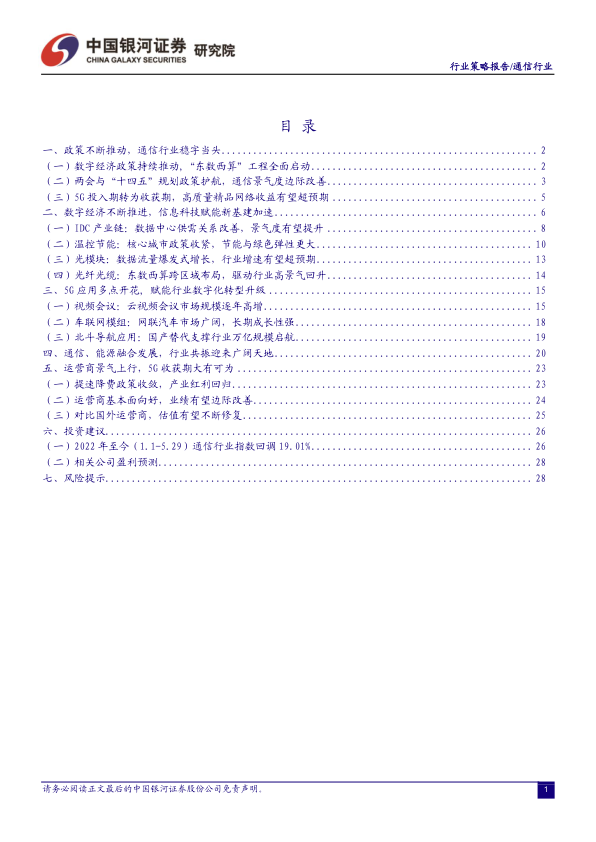 中国银河证券 研究院
CHINA GALAXY SECURITIES
行业策略报告/通信行业
目 录
一、政策不断推动，通信行业稳字当头 2
（一）数字经济政策持续推动，“东数西算”工程全面启动 2
（二）两会与“十四五”规划政策护航，通信景气度边际改善 3
（三）5G 投入期转为收获期，高质量精品网络收益有望超预期 5
二、数字经济不断推进，信息科技赋能新基建加速 6
（一）IDC 产业链：数据中心供需关系改善，景气度有望提升 8
（二）温控节能：核心城市政策收紧，节能与绿色弹性更大 10
（三）光模块：数据流量爆发式增长，行业增速有望超预期 13
（四）光纤光缆：东数西算跨区域布局，驱动行业高景气回升 14
三、5G 应用多点开花，赋能行业数字化转型升级 15
（一）视频会议：云视频会议市场规模逐年高增 15
（二）车联网模组：网联汽车市场广阔，长期成长性强 18
（三）北斗导航应用：国产替代支撑行业万亿规模启航 19
四、通信、能源融合发展，行业共振迎来广阔天地 20
五、运营商景气上行，5G 收获期大有可为 23
（一）提速降费政策收敛，产业红利回归 23
（二）运营商基本面向好，业绩有望边际改善 24
（三）对比国外运营商，估值有望不断修复 25
六、投资建议 26
（一）2022 年至今（1.1-5.29）通信行业指数回调 19.01% 26
（二）相关公司盈利预测 28
七、风险提示 28
请务必阅读正文最后的中国银河证券股份公司免责声明。
1